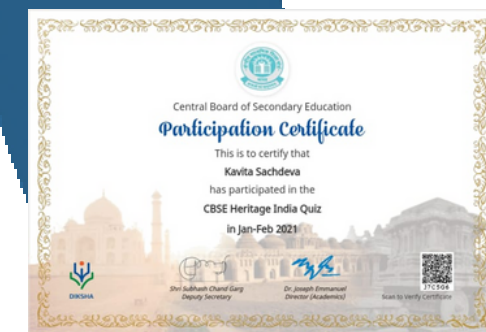 Central Board of Secondary Education
Participation Certificate
This is to certify that
Kavita Sachdeva
has participated in the
CBSE Heritage India Quiz
in Jan-Feb 2021
DIKSHA
Shri Subhash Chand Garg
Deputy Secretary
Dr. Joseph Emmanuel
Director (Academics)
J7C5Q6
Scan to Verify Certificate